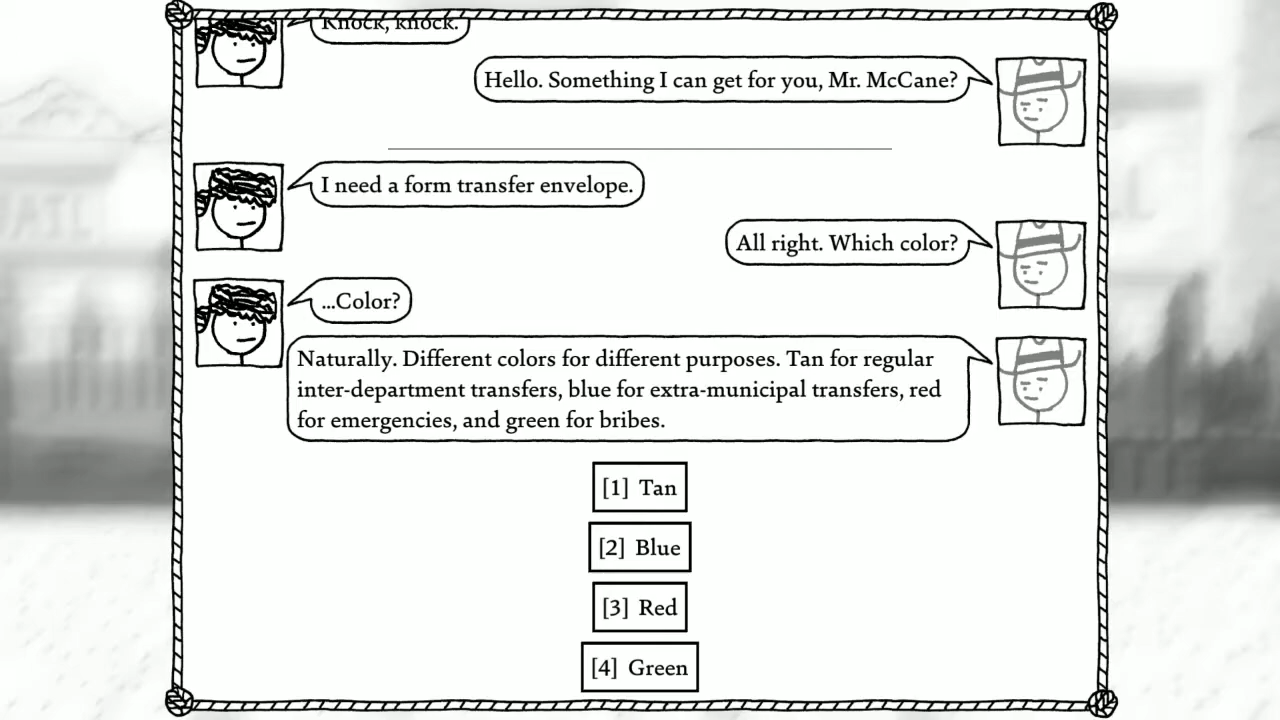 Knock, knock.
Hello. Something I can get for you, Mr. McCane?
I need a form transfer envelope.
All right. Which color?
...Color?
Naturally. Different colors for different purposes. Tan for regular
inter-department transfers, blue for extra-municipal transfers, red
for emergencies, and green for bribes.
[1] Tan
[2] Blue
[3] Red
[4] Green